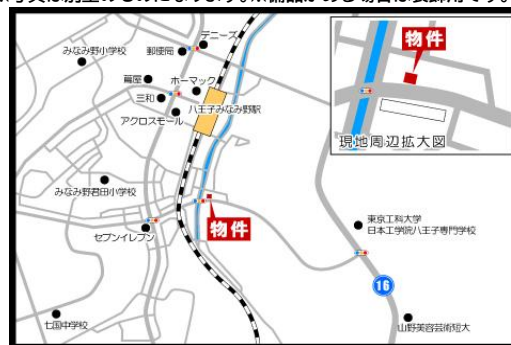 デニーズ
みなみ野小学校
郵便局
蔦屋
ホーマック
三和
八王子みなみ野駅
アクロスモール
物件
現地周辺拡大図
みなみ野君田小学校
物件
セブンイレブン
東京工科大学
日本工学院八王子専門学校
16
七国中学校
山野美容芸術短大